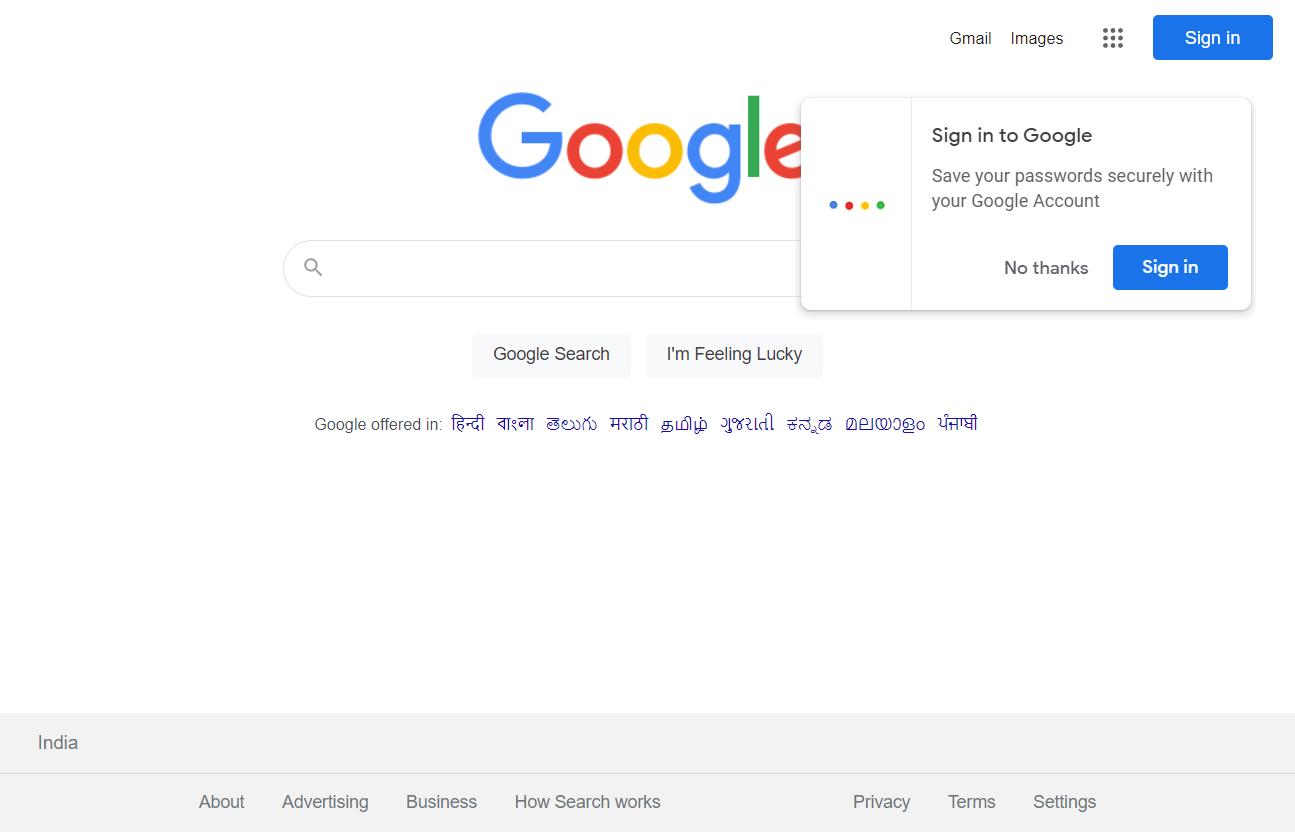 Gmail Images Sign in
Google
Sign in to Google
Save your passwords securely with
your Google Account
No thanks Sign in
Google Search I'm Feeling Lucky
Google offered in: हिन्दी বাংলা తెలుగు मराठी தமிழ் ગુજરાતી ಕನ್ನಡ മലയാളം ਪੰਜਾਬੀ
India
About Advertising Business How Search works Privacy Terms Settings